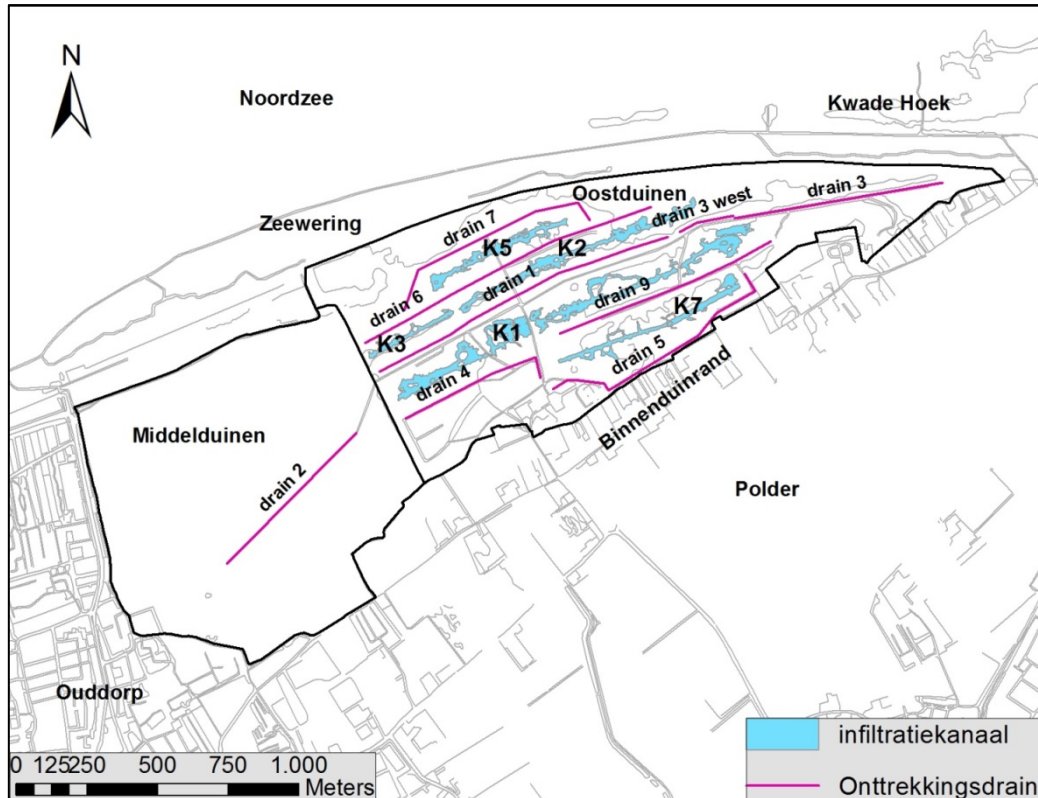 N
Noordzee
Kwade Hoek
Oostduinen
drain 3
drain 3 west
Zeewering
drain 7
K5
K2
drain 6
drain 1
drain 9
K7
K3
K1
drain 5
drain 4
Binnenduinrand
Middelduinen
drain 2
Polder
Ouddorp
0 125250 500 750 1.000
Meters
infiltratiekanaal
Onttrekkingsdrain